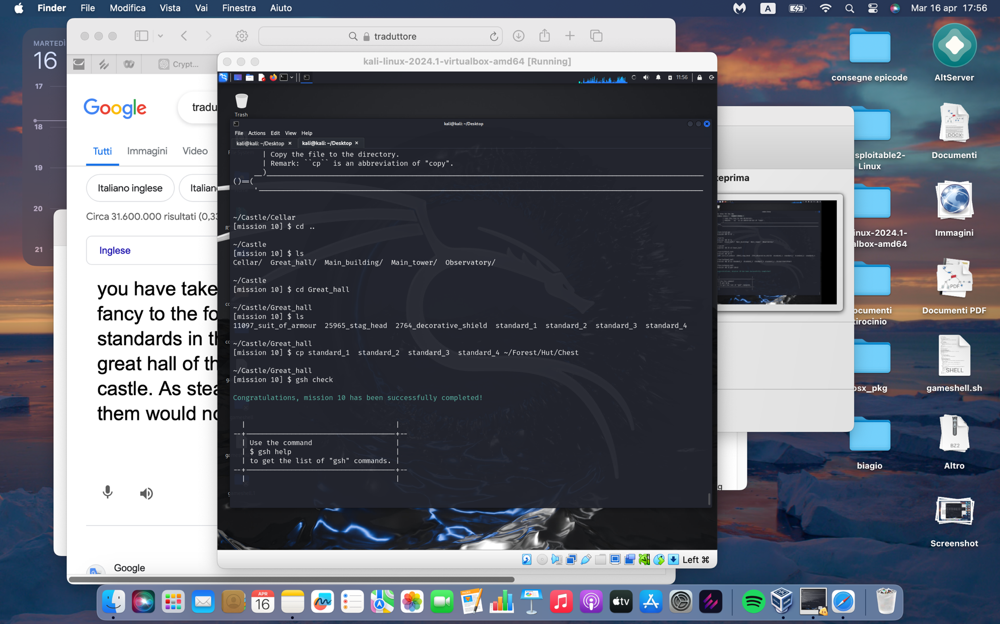 Finder File Modifica Vista Vai Finestra Aiuto
A
Mar 16 apr 17:56
MARTEDÌ
16
17
18
19
20
21
traduttore
Crypt...
Google
tradu
Tutti Immagini Video
Italiano inglese
Italian
Circa 31.600.000 risultati (0,33
Inglese
you have take
fancy to the fo
standards in th
great hall of th
castle. As stea
them would no
Google
kali-linux-2024.1-virtualbox-amd64 [Running]
11:56
Trash
kali@kali: ~/Desktop
File Actions Edit View Help
kali@kali: ~/Desktop × kali@kali: ~/Desktop ×
| Copy the file to the directory.
| Remark: ``cp`` is an abbreviation of "copy".
__)____________________
()==(
'____________________
~/Castle/Cellar
[mission 10] $ cd ..
~/Castle
[mission 10] $ ls
Cellar/ Great_hall/ Main_building/ Main_tower/ Observatory/
~/Castle
[mission 10] $ cd Great_hall
~/Castle/Great_hall
[mission 10] $ ls
11097_suit_of_armour 25965_stag_head 2764_decorative_shield standard_1 standard_2 standard_3 standard_4
~/Castle/Great_hall
[mission 10] $ cp standard_1 standard_2 standard_3 standard_4 ~/Forest/Hut/Chest
~/Castle/Great_hall
[mission 10] $ gsh check
Congratulations, mission 10 has been successfully completed!
| Use the command |
| $ gsh help |
| to get the list of "gsh" commands. |
Left ⌘
teprima
consegne epicode
AltServer
sploitable2-
Linux
DOCX
Documenti
inux-2024.1-
albox-amd64
Immagini
ocumenti
tirocinio
PDF
Documenti PDF
osx_pkg
SHELL
gameshell.sh
biagio
BZ2
Altro
g
Screenshot
APR
16
PAGES
tv
2.6